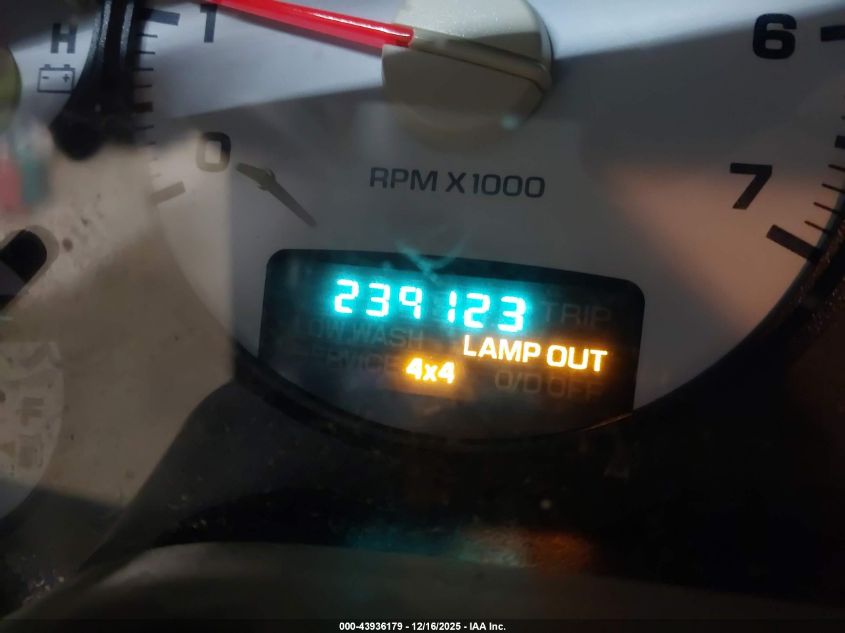 H
1
6
0
RPM X1000
7
239123 TRIP
LOW WASH
LAMP OUT
SERVICE 4x4 O/D OFF
000-43936179 - 12/16/2025 - IAA Inc.